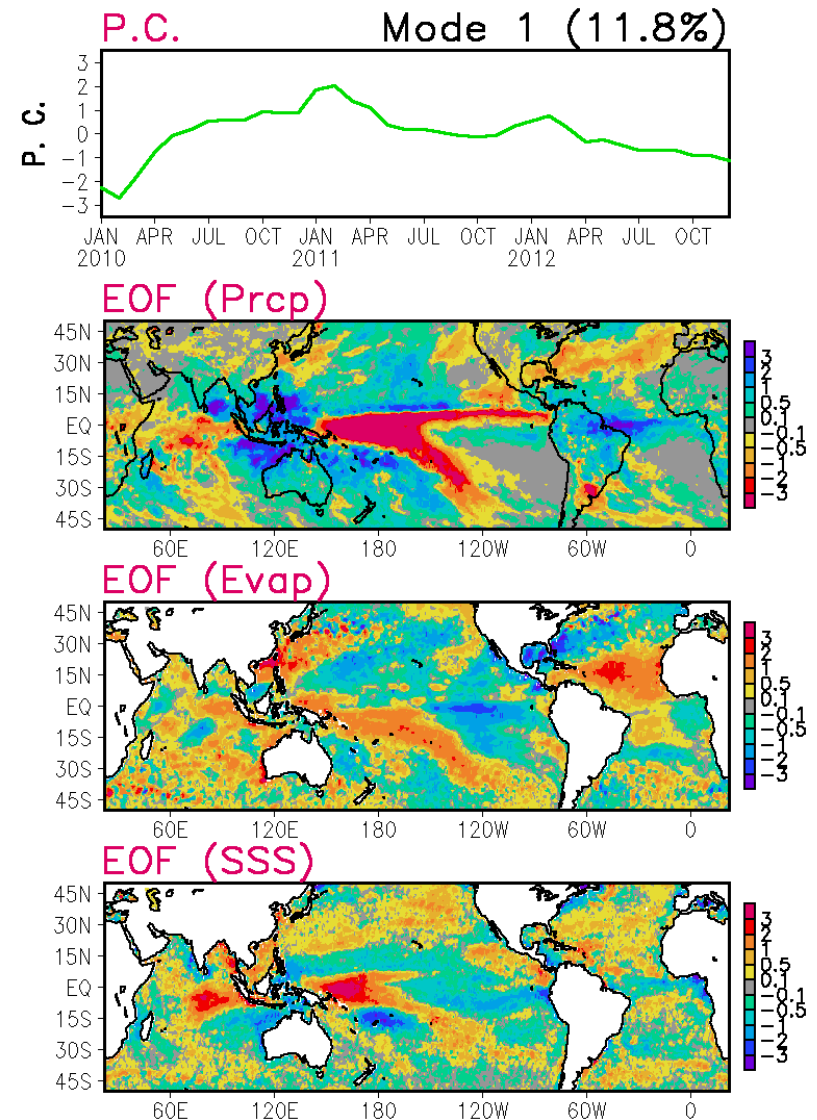 P.C. Mode 1 (11.8%)
P. C.
3
2
1
0
-1
-2
-3
JAN APR JUL OCT JAN APR JUL OCT JAN APR JUL OCT
2010 2011 2012
EOF (Prcp)
45N
30N
15N
EQ
15S
30S
45S
60E 120E 180 120W 60W 0
3
2
1
0.5
0.1
-0.1
-0.5
-1
-2
-3
EOF (Evap)
45N
30N
15N
EQ
15S
30S
45S
60E 120E 180 120W 60W 0
3
2
1
0.5
0.1
-0.1
-0.5
-1
-2
-3
EOF (SSS)
45N
30N
15N
EQ
15S
30S
45S
60E 120E 180 120W 60W 0
3
2
1
0.5
0.1
-0.1
-0.5
-1
-2
-3